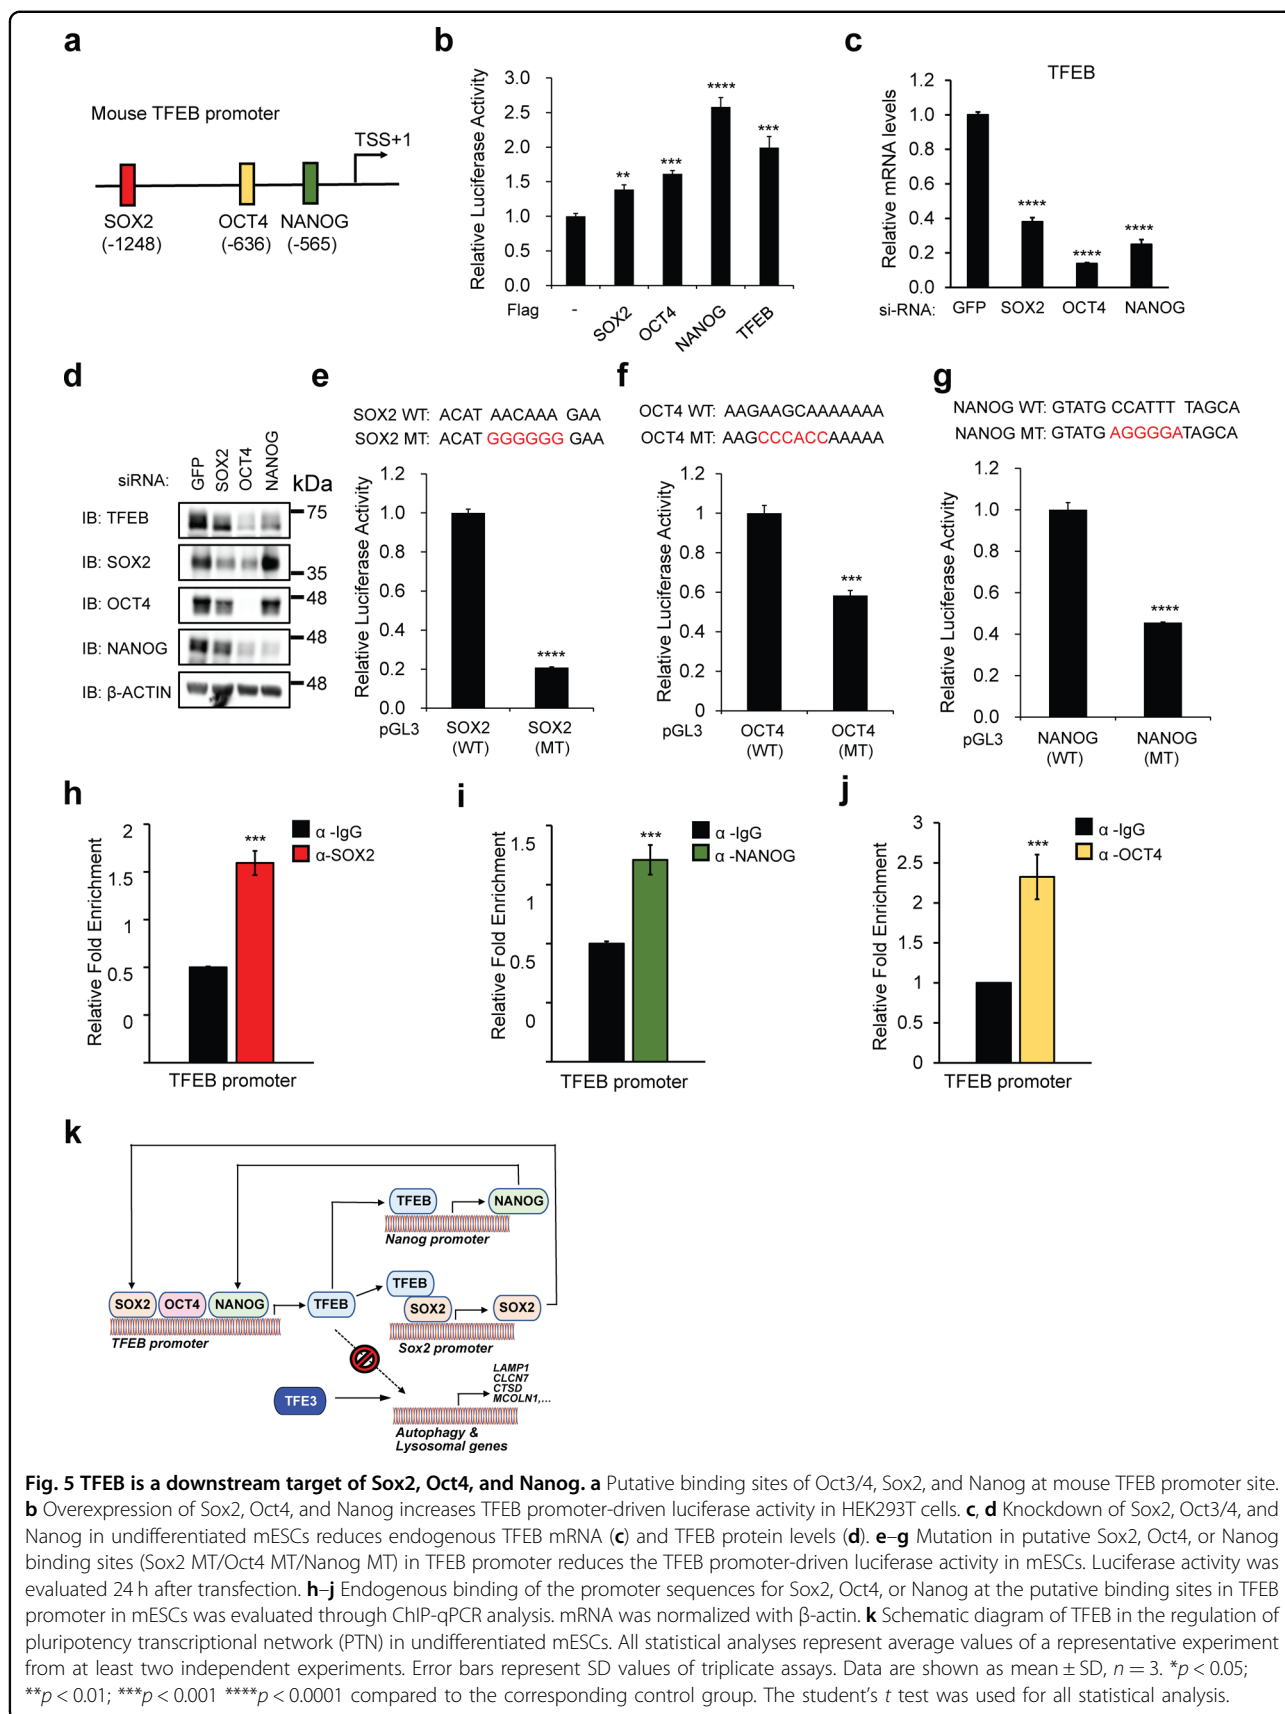 a
Mouse TFEB promoter
TSS+1
SOX2
(-1248)
OCT4
(-636)
NANOG
(-565)
b
Relative Luciferase Activity
3.0
2.5
2.0
1.5
1.0
0.5
0.0
**
***
****
***
Flag
-
SOX2
OCT4
NANOG
TFEB
c
TFEB
Relative mRNA levels
1.2
1.0
0.8
0.6
0.4
0.2
0.0
****
****
****
si-RNA:
GFP
SOX2
OCT4
NANOG
d
siRNA:
GFP
SOX2
OCT4
NANOG
kDa
IB: TFEB
75
IB: SOX2
35
IB: OCT4
48
IB: NANOG
48
IB: β-ACTIN
48
e
SOX2 WT: ACAT AACAAA GAA
SOX2 MT: ACAT GGGGGG GAA
Relative Luciferase Activity
1.2
1.0
0.8
0.6
0.4
0.2
0.0
****
pGL3
SOX2
(WT)
SOX2
(MT)
f
OCT4 WT: AAGAAGCAAAAAAA
OCT4 MT: AAGCCCACCAAAAA
Relative Luciferase Activity
1.2
1
0.8
0.6
0.4
0.2
0
***
pGL3
OCT4
(WT)
OCT4
(MT)
g
NANOG WT: GTATG CCATTT TAGCA
NANOG MT: GTATG AGGGGATAGCA
Relative Luciferase Activity
1.2
1.0
0.8
0.6
0.4
0.2
0.0
****
pGL3
NANOG
(WT)
NANOG
(MT)
h
Relative Fold Enrichment
2
1.5
1
0.5
0
***
α -IgG
α-SOX2
TFEB promoter
i
Relative Fold Enrichment
1.5
1
0.5
0
***
α -IgG
α -NANOG
TFEB promoter
j
Relative Fold Enrichment
3
2.5
2
1.5
1
0.5
0
***
α -IgG
α -OCT4
TFEB promoter
k
TFEB
NANOG
Nanog promoter
SOX2
OCT4
NANOG
TFEB promoter
TFEB
TFEB
SOX2
SOX2
Sox2 promoter
TFE3
LAMP1
CLCN7
CTSD
MCOLN1,...
Autophagy &
Lysosomal genes
Fig. 5 TFEB is a downstream target of Sox2, Oct4, and Nanog. a Putative binding sites of Oct3/4, Sox2, and Nanog at mouse TFEB promoter site.
b Overexpression of Sox2, Oct4, and Nanog increases TFEB promoter-driven luciferase activity in HEK293T cells. c, d Knockdown of Sox2, Oct3/4, and
Nanog in undifferentiated mESCs reduces endogenous TFEB mRNA (c) and TFEB protein levels (d). e–g Mutation in putative Sox2, Oct4, or Nanog
binding sites (Sox2 MT/Oct4 MT/Nanog MT) in TFEB promoter reduces the TFEB promoter-driven luciferase activity in mESCs. Luciferase activity was
evaluated 24 h after transfection. h–j Endogenous binding of the promoter sequences for Sox2, Oct4, or Nanog at the putative binding sites in TFEB
promoter in mESCs was evaluated through ChIP-qPCR analysis. mRNA was normalized with β-actin. k Schematic diagram of TFEB in the regulation of
pluripotency transcriptional network (PTN) in undifferentiated mESCs. All statistical analyses represent average values of a representative experiment
from at least two independent experiments. Error bars represent SD values of triplicate assays. Data are shown as mean ± SD, n = 3. *p < 0.05;
**p < 0.01; ***p < 0.001 ****p < 0.0001 compared to the corresponding control group. The student's t test was used for all statistical analysis.